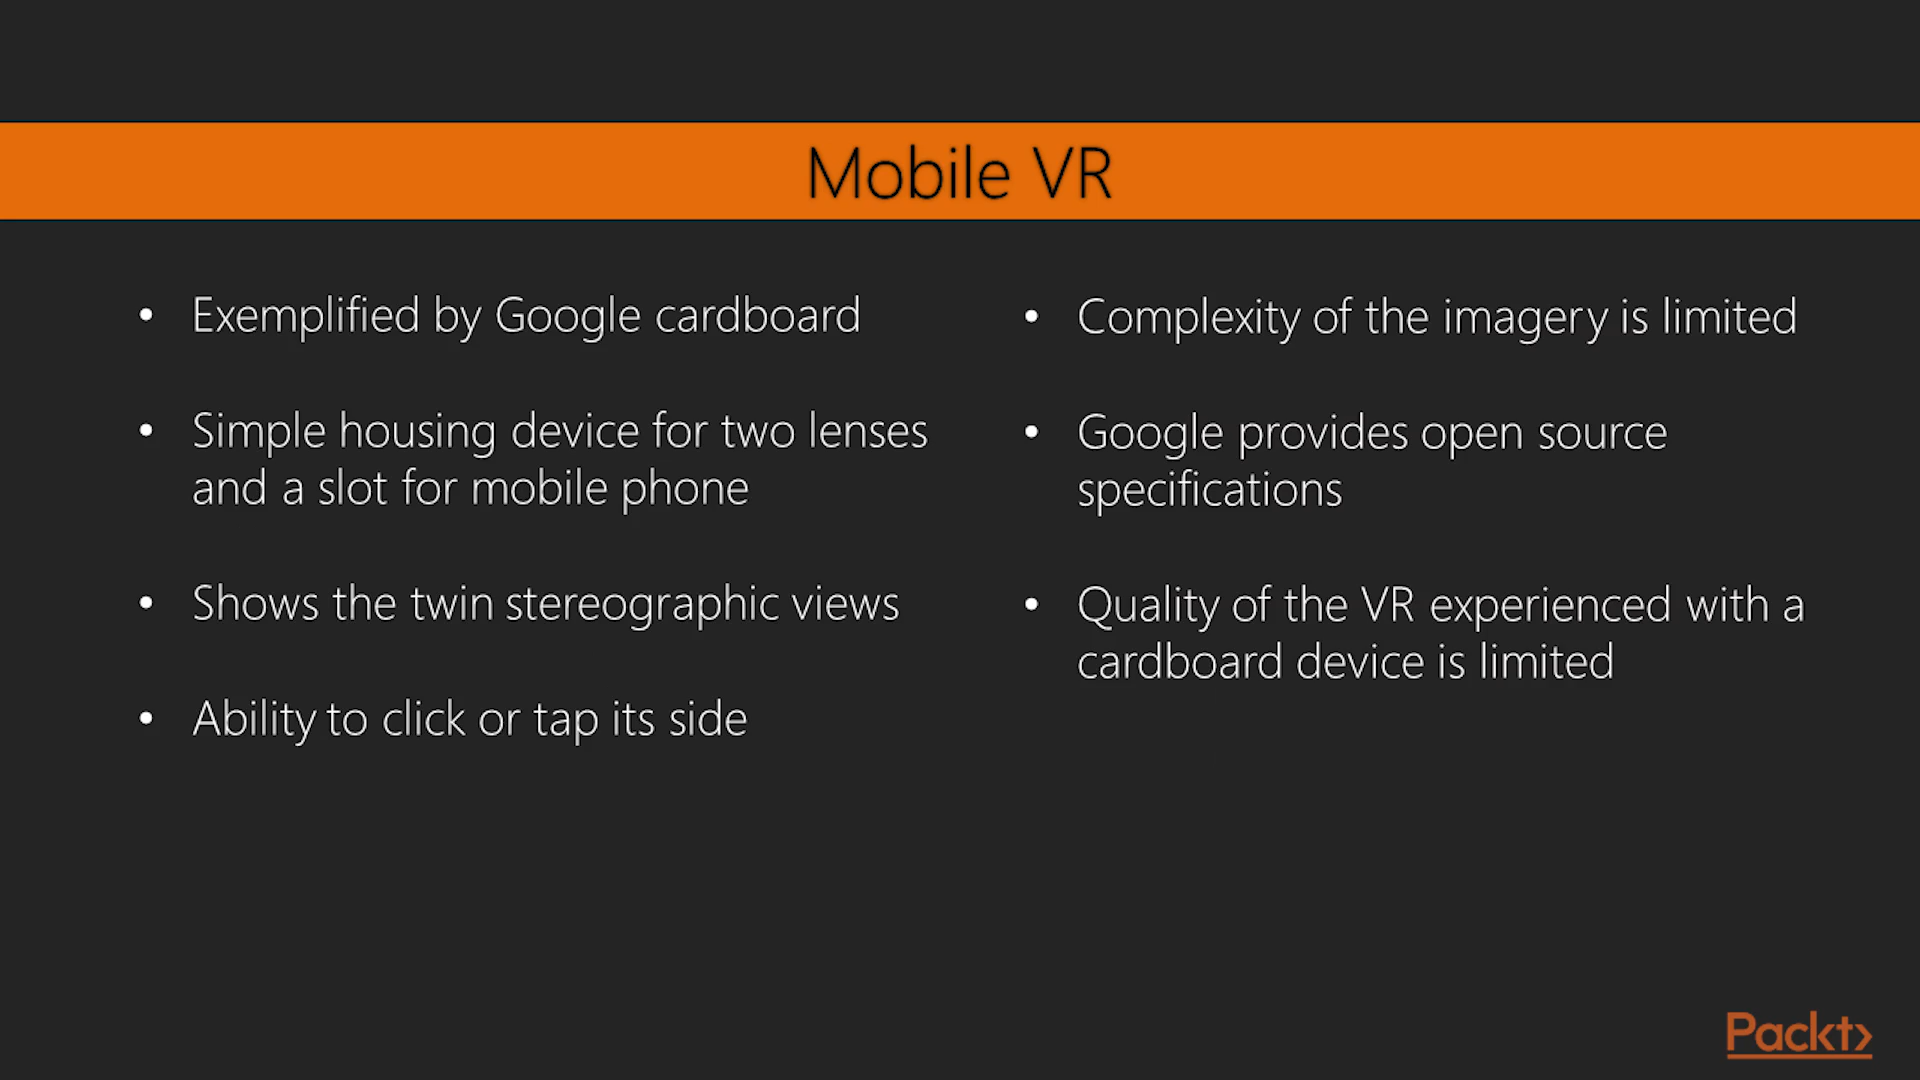 Mobile VR
• Exemplified by Google cardboard
• Simple housing device for two lenses
and a slot for mobile phone
• Shows the twin stereographic views
• Ability to click or tap its side
• Complexity of the imagery is limited
• Google provides open source
specifications
• Quality of the VR experienced with a
cardboard device is limited
Packt>